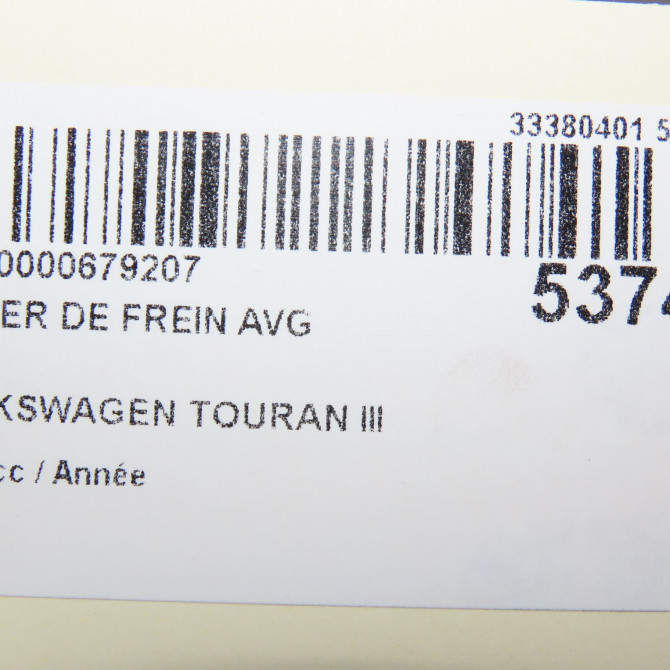 33380401 5
0000679207
5374
ER DE FREIN AVG
KSWAGEN TOURAN III
cc / Année